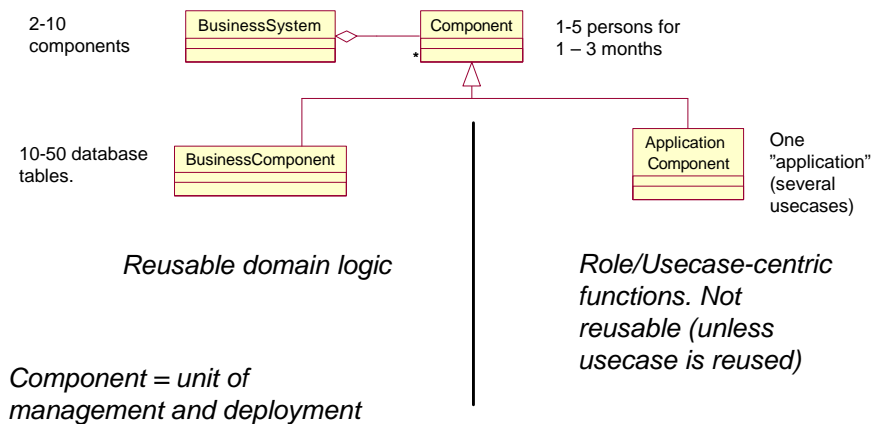 2-10
components
BusinessSystem
Component
*
1-5 persons for
1 – 3 months
10-50 database
tables.
BusinessComponent
Application
Component
One
”application”
(several
usecases)
Reusable domain logic
Role/Usecase-centric
functions. Not
reusable (unless
usecase is reused)
Component = unit of
management and deployment